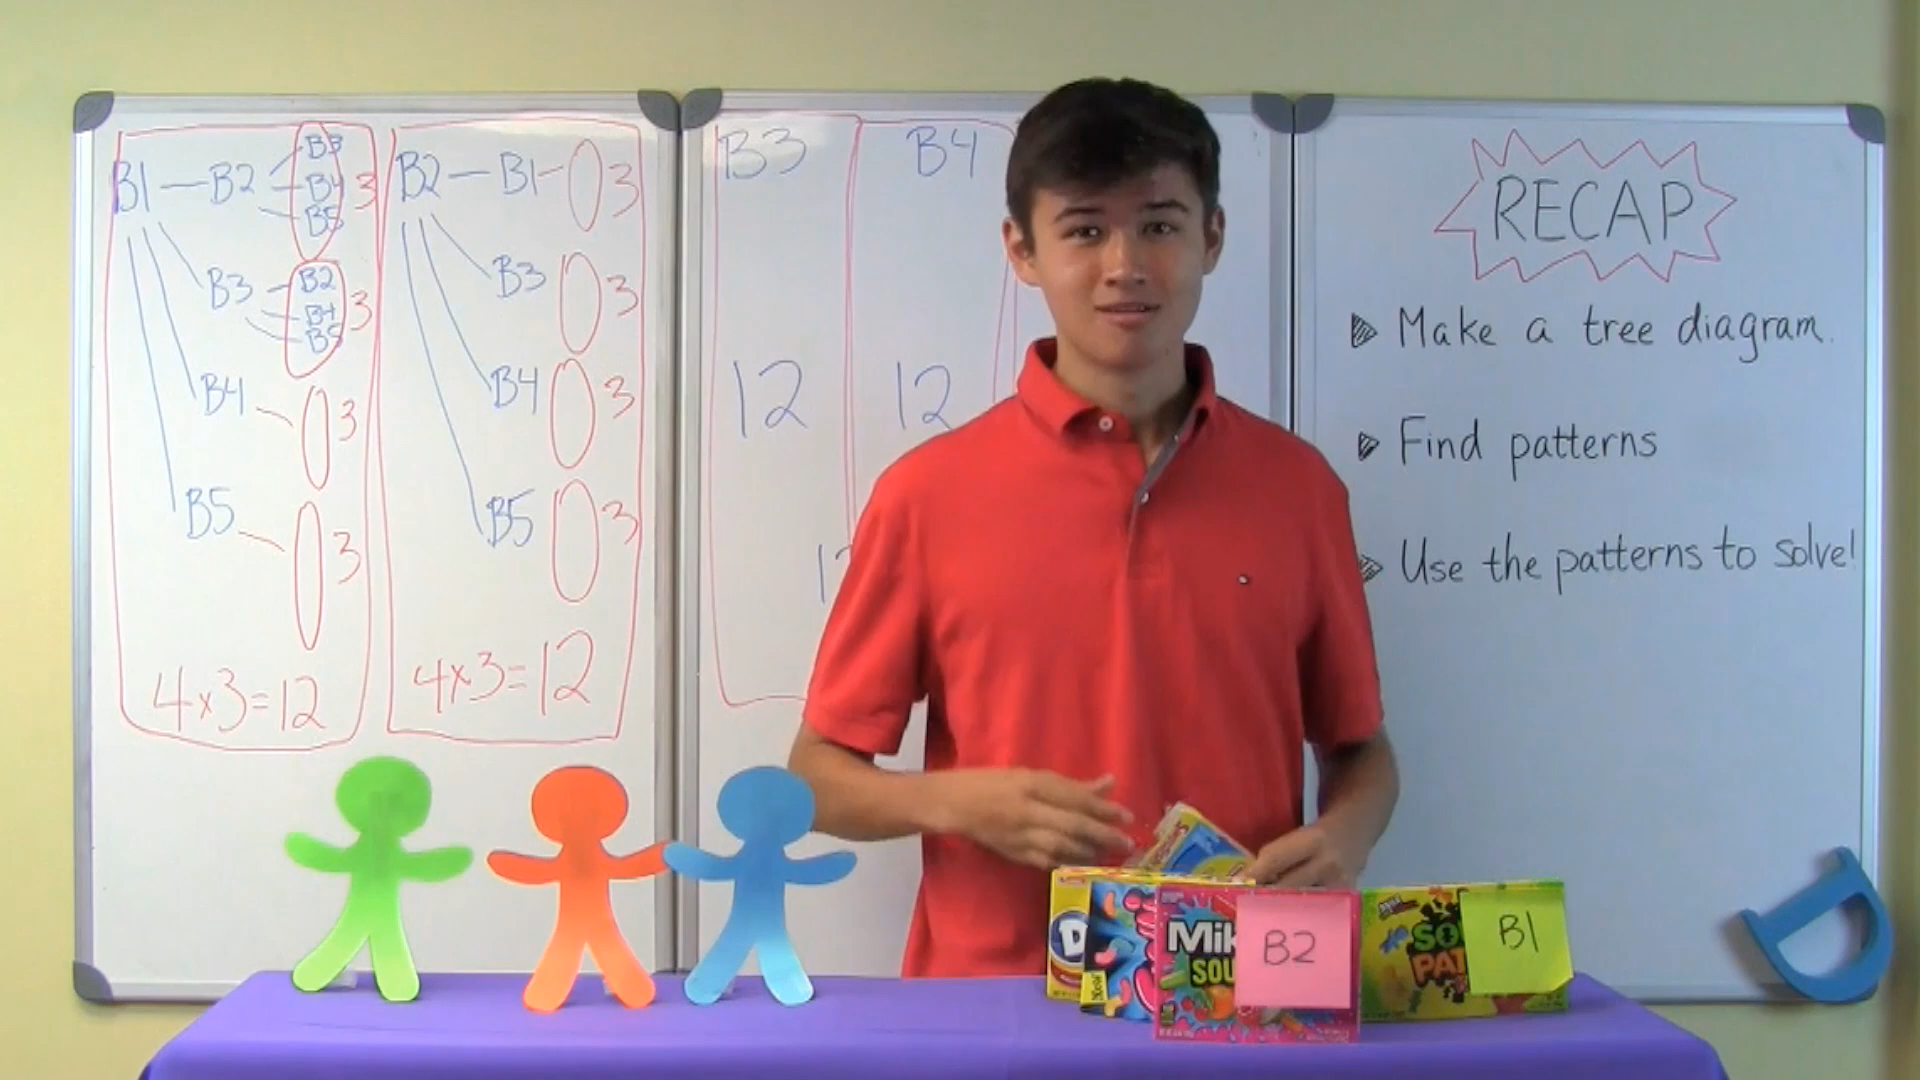 B1 — B2
B3
B4
B5
3
B3
B2
B4
B5
3
B4
3
B5
3
4x3=12
B2 — B1
3
B3
3
B4
3
B5
3
4x3=12
B3
12
B4
12
RECAP
Make a tree diagram.
Find patterns
Use the patterns to solve!
B2
B1